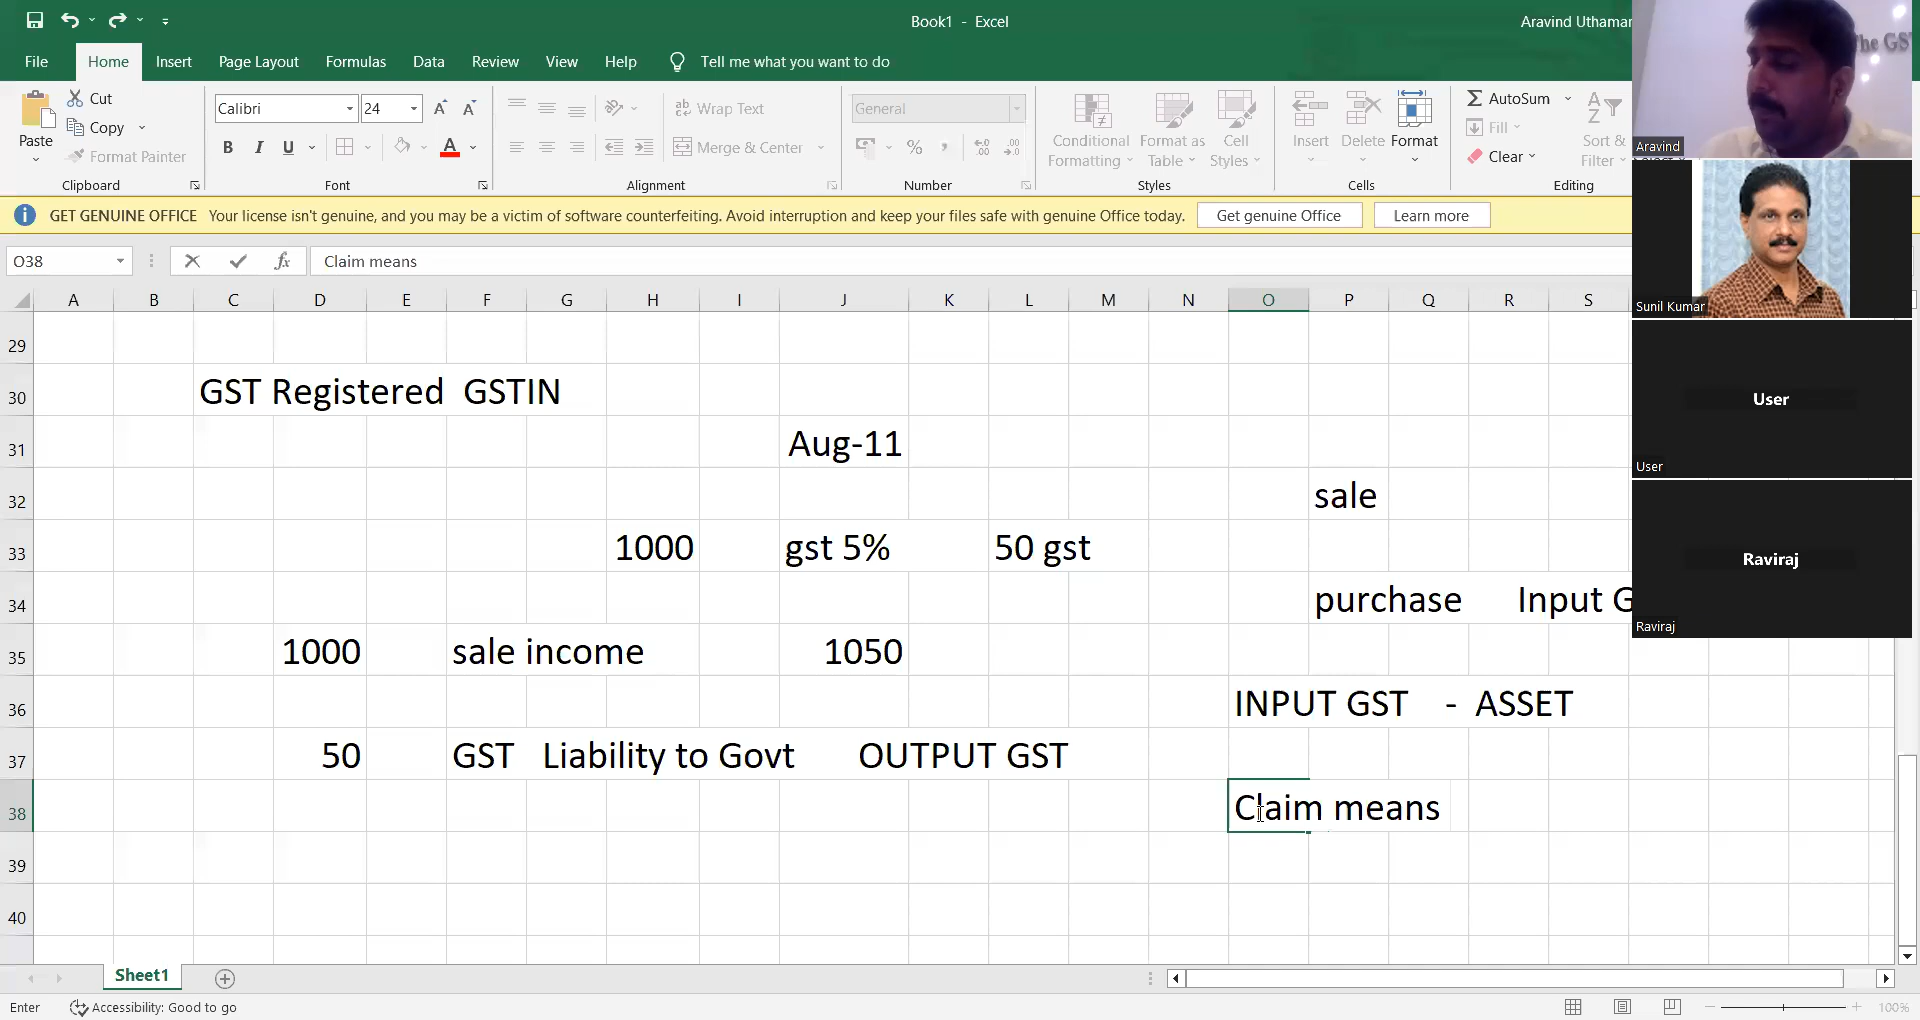 Book1 - Excel
Aravind Uthaman
File Home Insert Page Layout Formulas Data Review View Help Tell me what you want to do
Cut
Copy
Format Painter
Paste
Clipboard
Calibri 24
B I U A
Font
Wrap Text
Merge & Center
Alignment
General
% ,
Number
Conditional Formatting
Format as Table
Cell Styles
Styles
Insert Delete Format
Cells
AutoSum
Fill
Clear
Sort & Filter
Editing
The GST
Aravind
GET GENUINE OFFICE Your license isn't genuine, and you may be a victim of software counterfeiting. Avoid interruption and keep your files safe with genuine Office today. Get genuine Office Learn more
O38 fx Claim means
Sunil Kumar
A B C D E F G H I J K L M N O P Q R S
29
30 GST Registered GSTIN
31 Aug-11
32 sale
33 1000 gst 5% 50 gst
34 purchase Input G
35 1000 sale income 1050
36 INPUT GST - ASSET
37 50 GST Liability to Govt OUTPUT GST
38 Claim means
39
40
User
User
Raviraj
Raviraj
Sheet1
Enter Accessibility: Good to go 100%